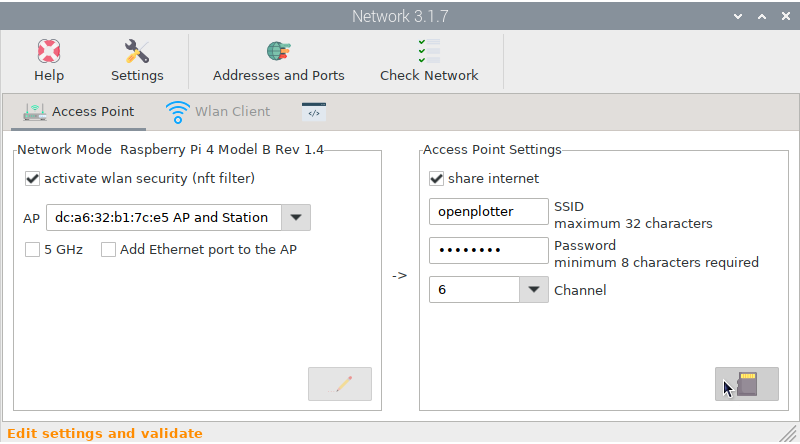 Network 3.1.7
Help
Settings
Addresses and Ports
Check Network
Access Point
Wlan Client
</>
Network Mode  Raspberry Pi 4 Model B Rev 1.4
activate wlan security (nft filter)
AP
dc:a6:32:b1:7c:e5 AP and Station
5 GHz
Add Ethernet port to the AP
->
Access Point Settings
share internet
openplotter
SSID
maximum 32 characters
••••••••
Password
minimum 8 characters required
6
Channel
Edit settings and validate